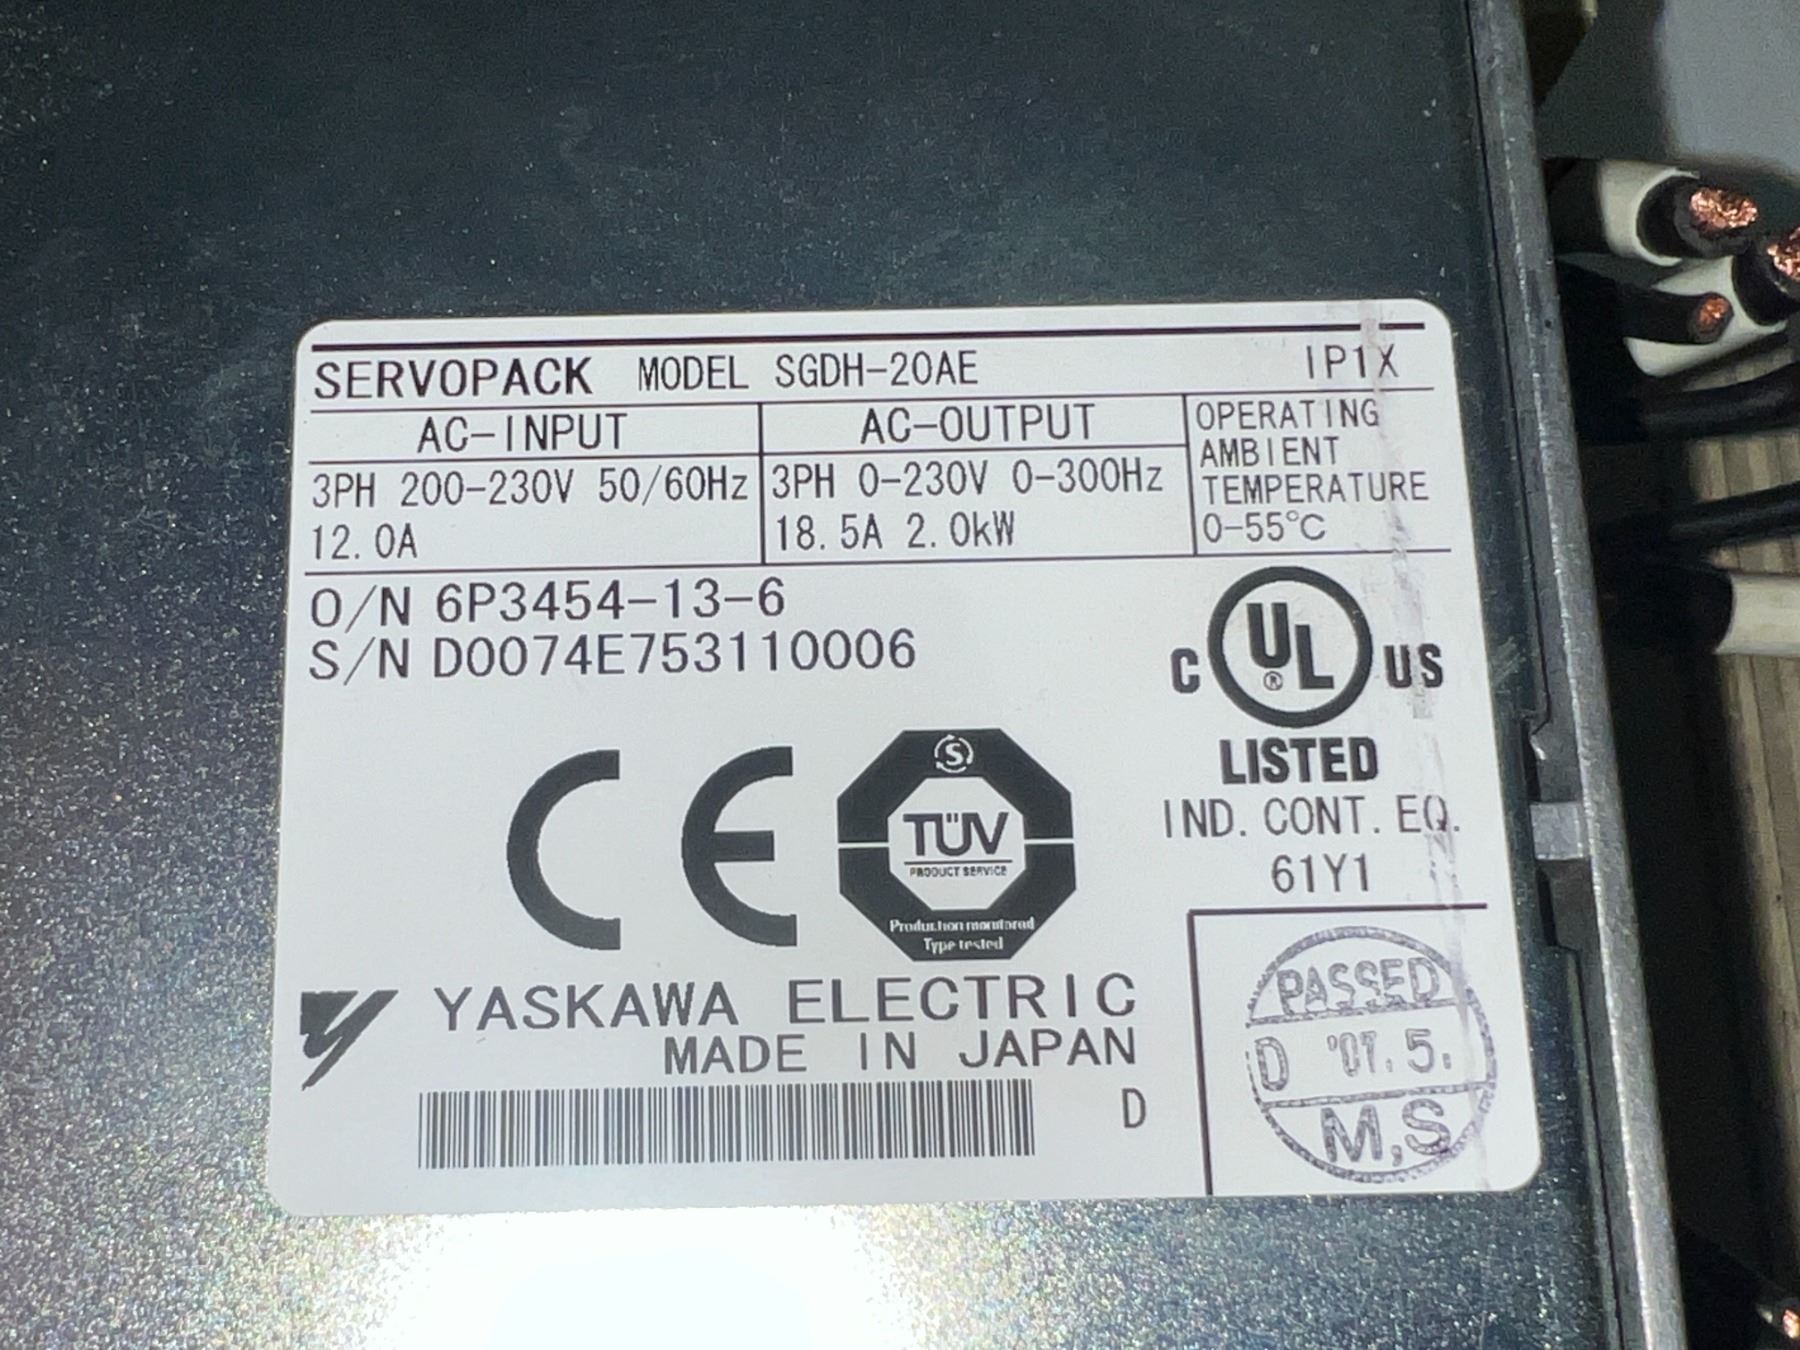 SERVOPACK MODEL SGDH-20AE IP1X
AC-INPUT
3PH 200-230V 50/60Hz
12.0A
AC-OUTPUT
3PH 0-230V 0-300Hz
18.5A 2.0kW
OPERATING
AMBIENT
TEMPERATURE
0-55°C
O/N 6P3454-13-6
S/N D0074E753110006
C UL® US
LISTED
IND. CONT. EQ.
61Y1
CE
S
TÜV
PRODUCT SERVICE
Production monitored
Type tested
YASKAWA ELECTRIC
MADE IN JAPAN
D
PASSED
D '07.5.
M,S